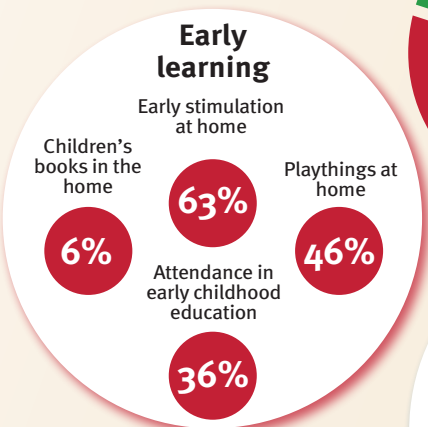 Early
learning
Early stimulation
at home
63%
Children’s
books in the
home
6%
Playthings at
home
46%
Attendance in
early childhood
education
36%